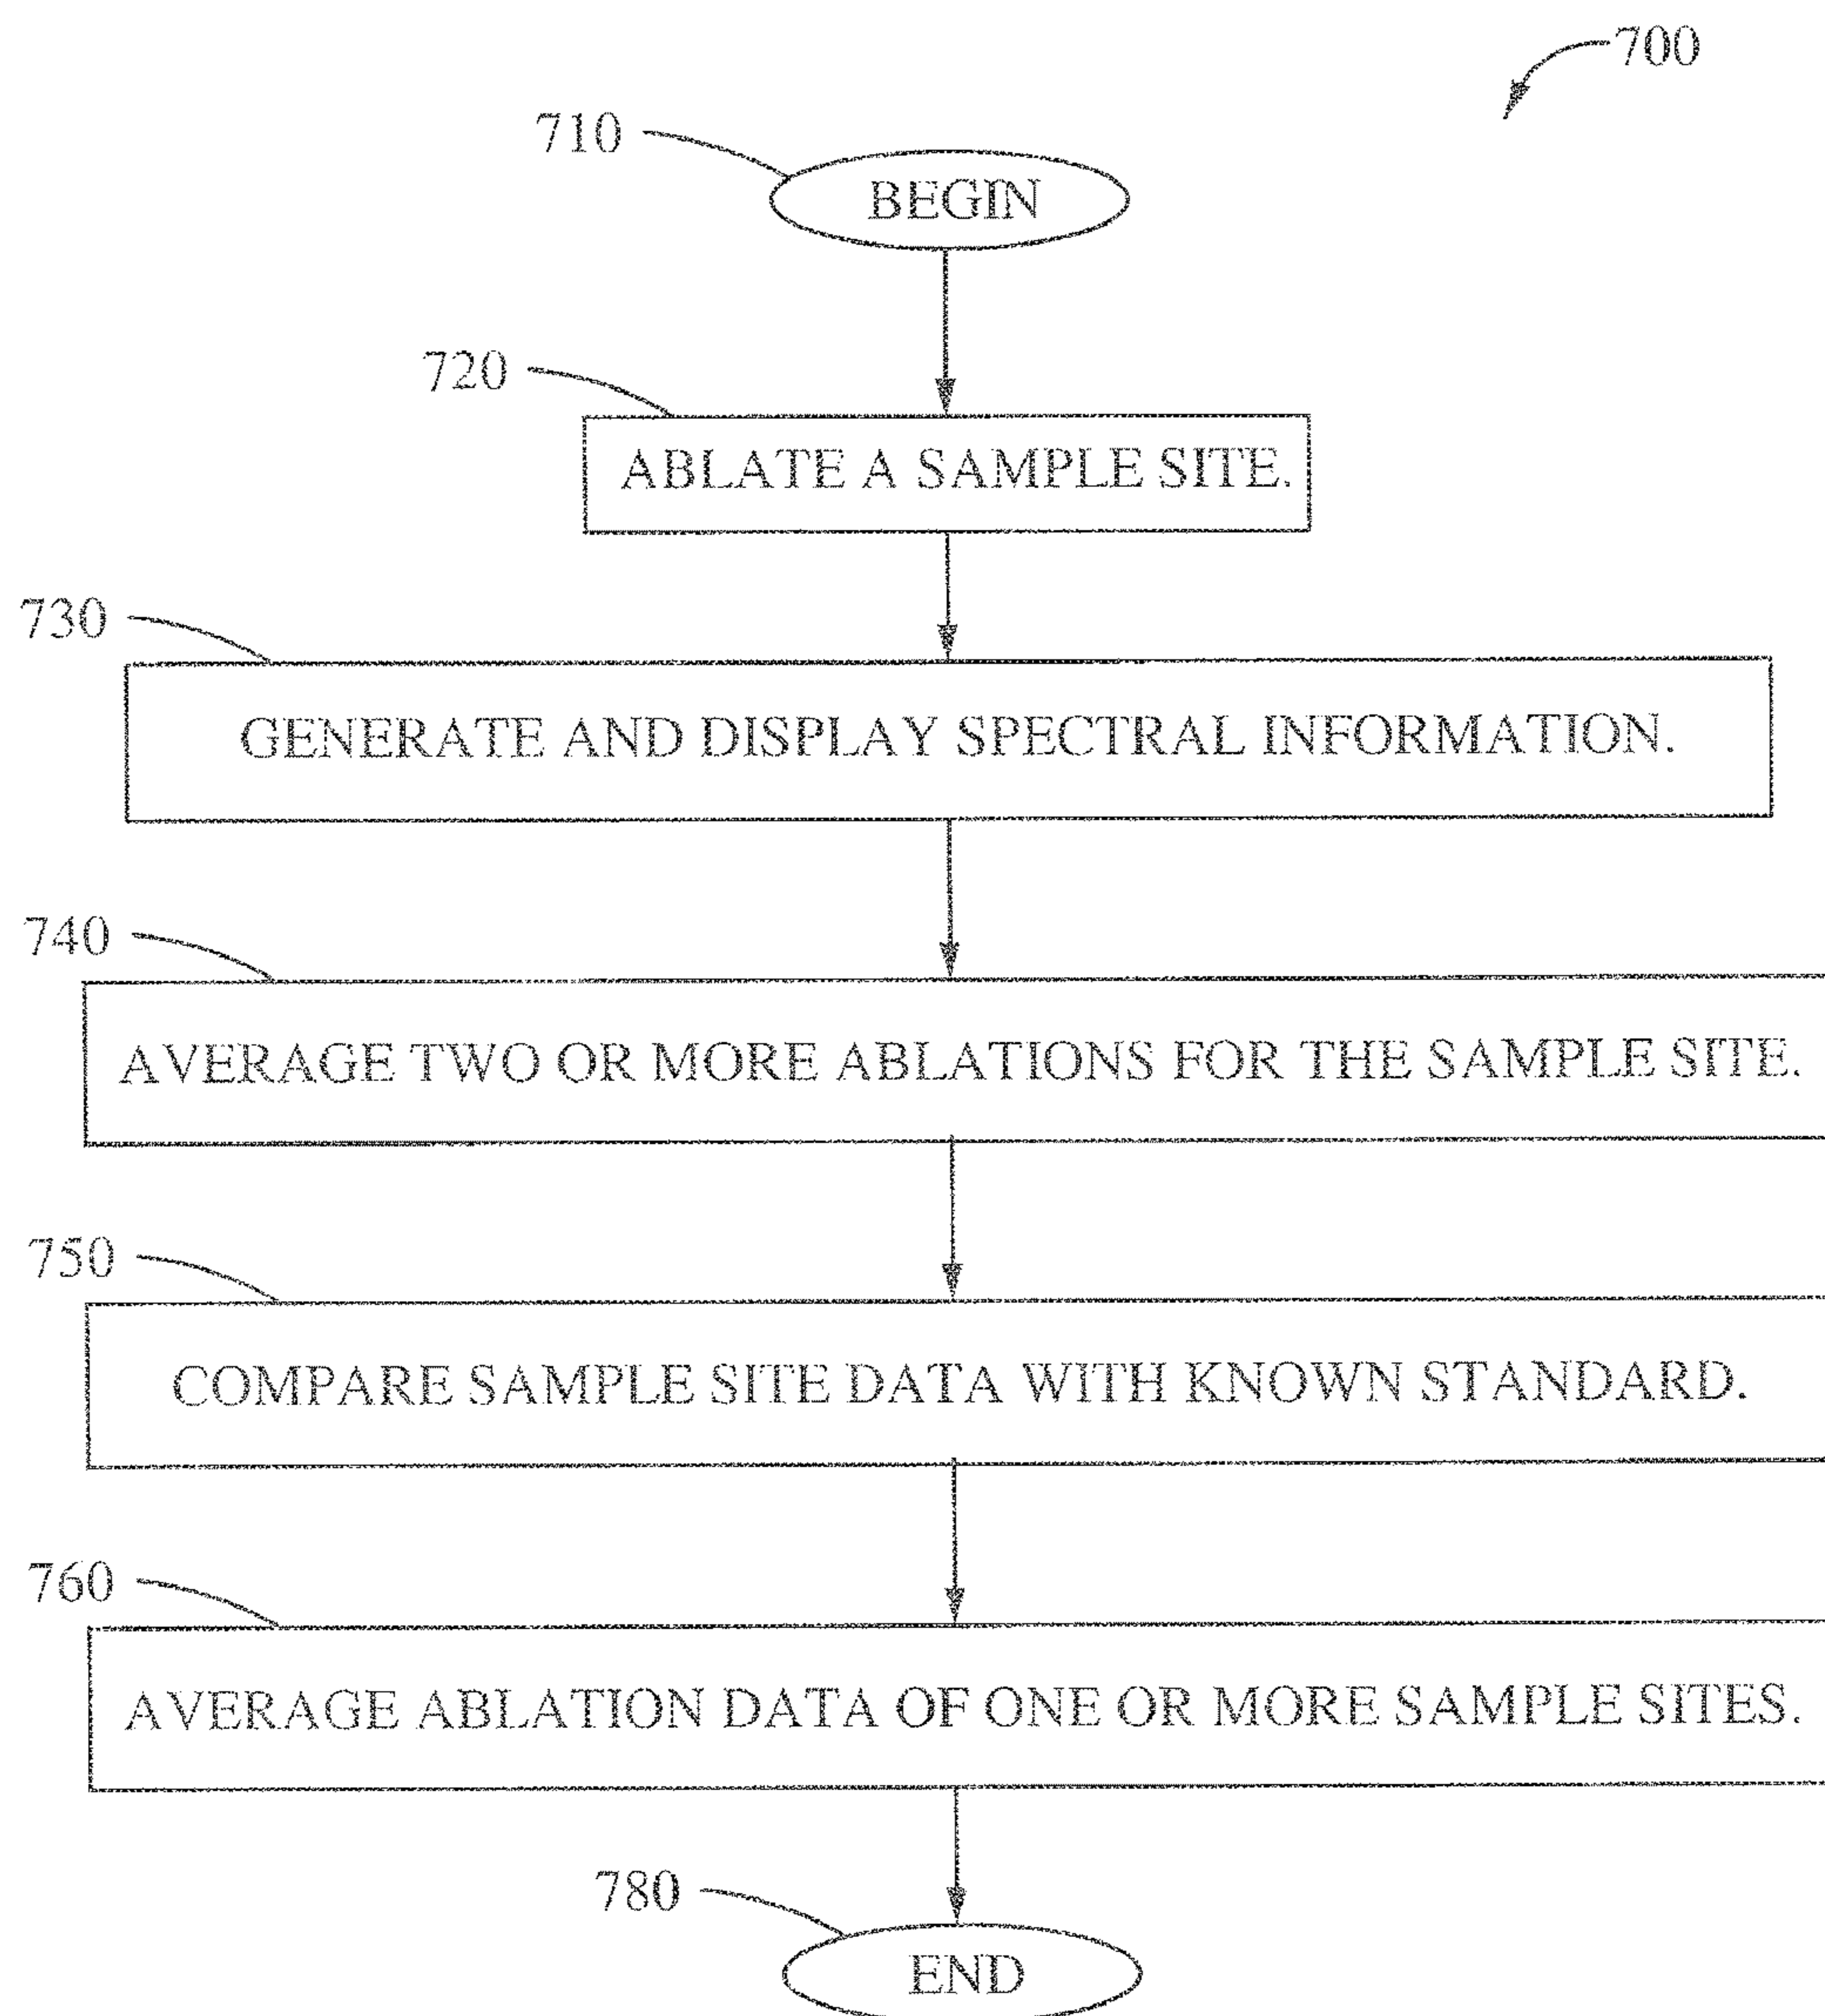 700
710
BEGIN
720
ABLATE A SAMPLE SITE.
730
GENERATE AND DISPLAY SPECTRAL INFORMATION.
740
AVERAGE TWO OR MORE ABLATIONS FOR THE SAMPLE SITE.
750
COMPARE SAMPLE SITE DATA WITH KNOWN STANDARD.
760
AVERAGE ABLATION DATA OF ONE OR MORE SAMPLE SITES.
780
END